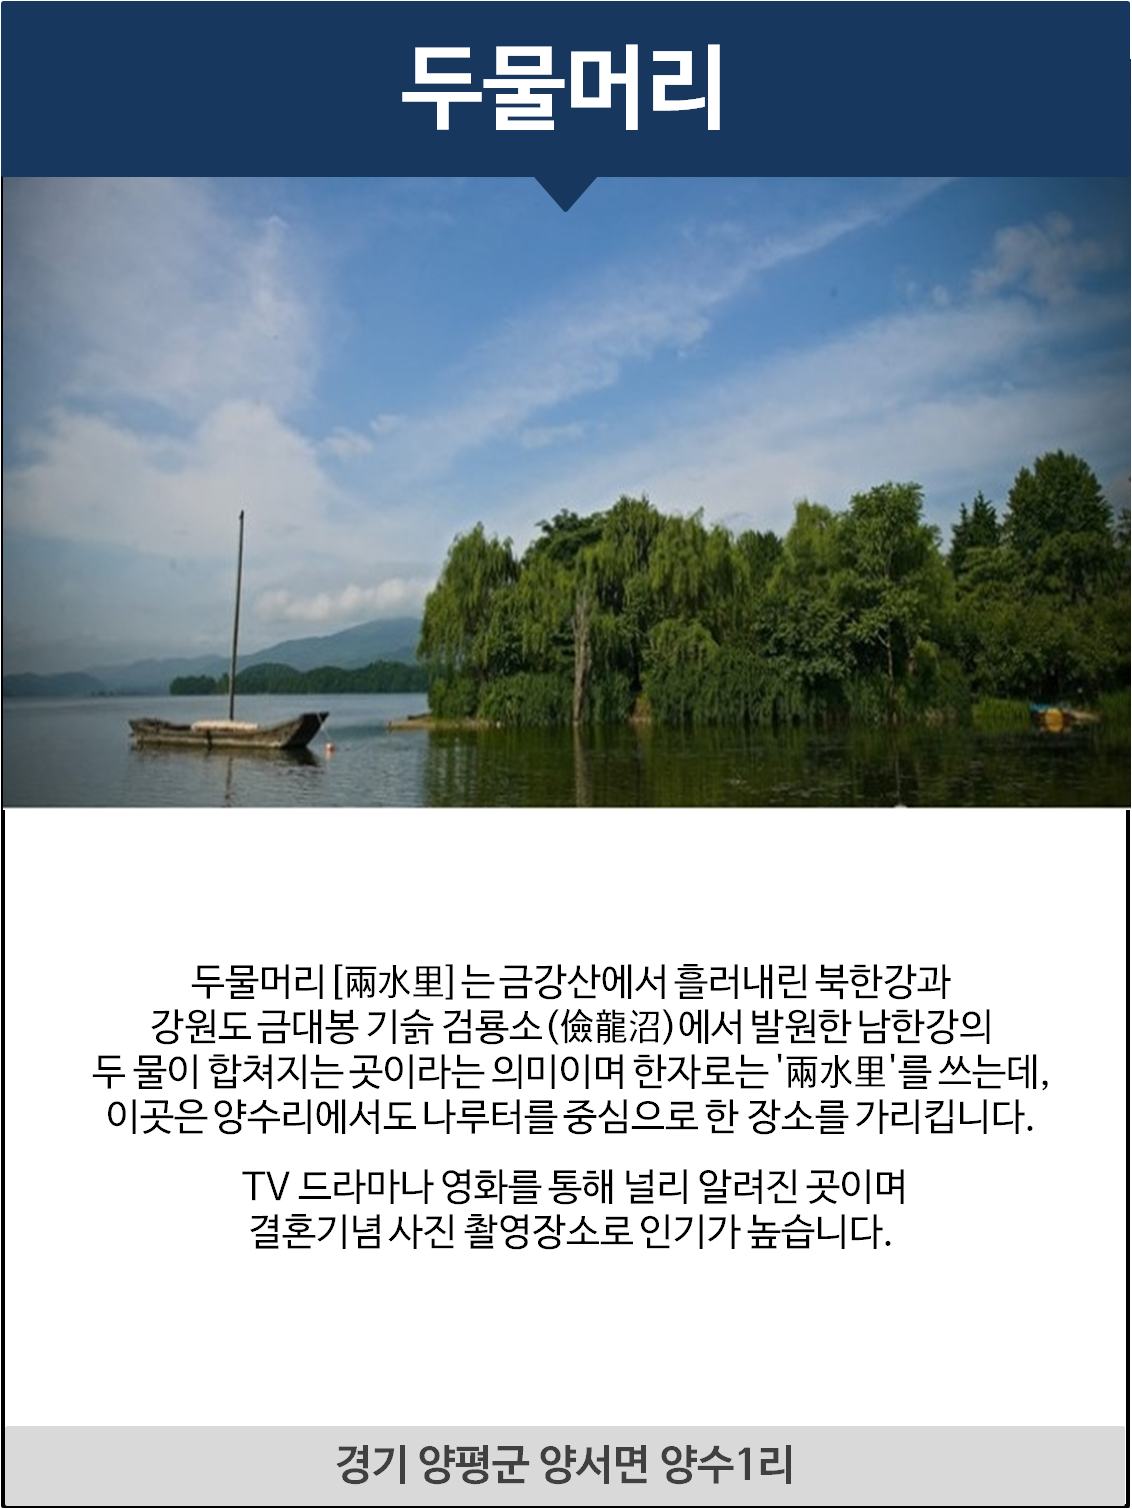 두물머리
두물머리 [兩水里] 는 금강산에서 흘러내린 북한강과
강원도 금대봉 기슭 검룡소 (儉龍沼) 에서 발원한 남한강의
두 물이 합쳐지는 곳이라는 의미이며 한자로는 '兩水里'를 쓰는데,
이곳은 양수리에서도 나루터를 중심으로 한 장소를 가리킵니다.
TV 드라마나 영화를 통해 널리 알려진 곳이며
결혼기념 사진 촬영장소로 인기가 높습니다.
경기 양평군 양서면 양수1리